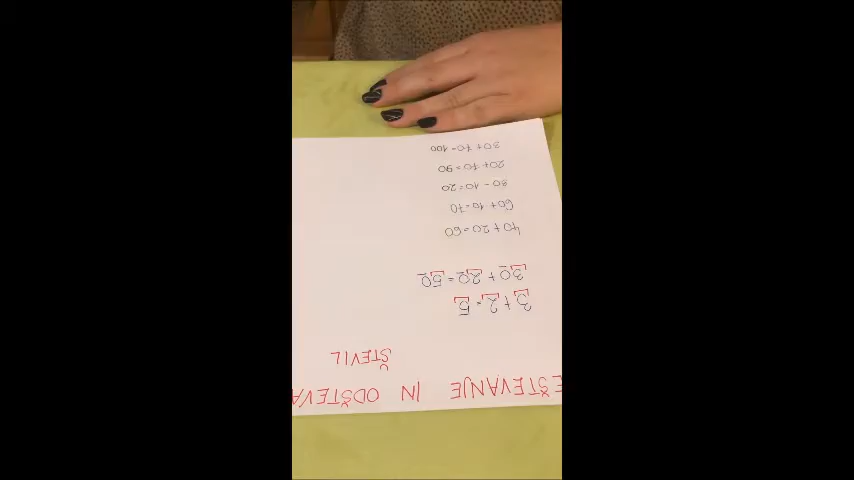 EŠTEVANJE IN ODŠTEVA
ŠTEVIL
3 + 2 = 5
30 + 20 = 50
40 + 20 = 60
60 + 10 = 70
30 - 10 = 20
20 + 70 = 90
30 + 70 = 100